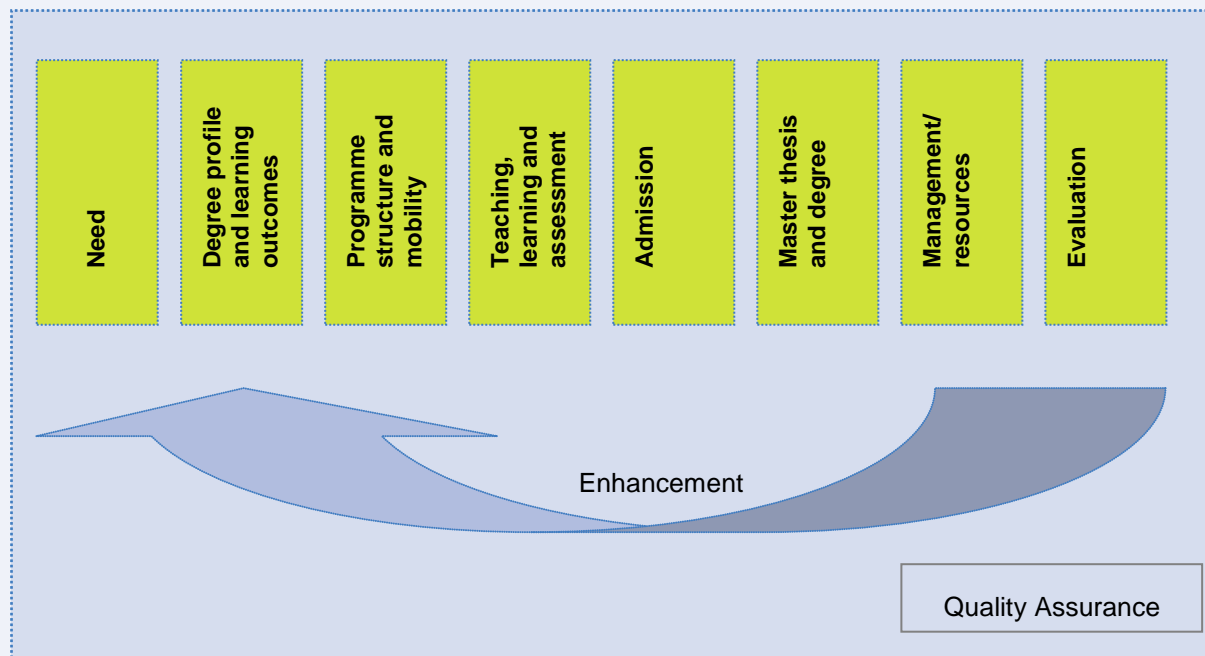 Need
Degree profile
and learning
outcomes
Programme
structure and
mobility
Teaching,
learning and
assessment
Admission
Master thesis
and degree
Management/
resources
Evaluation
Enhancement
Quality Assurance